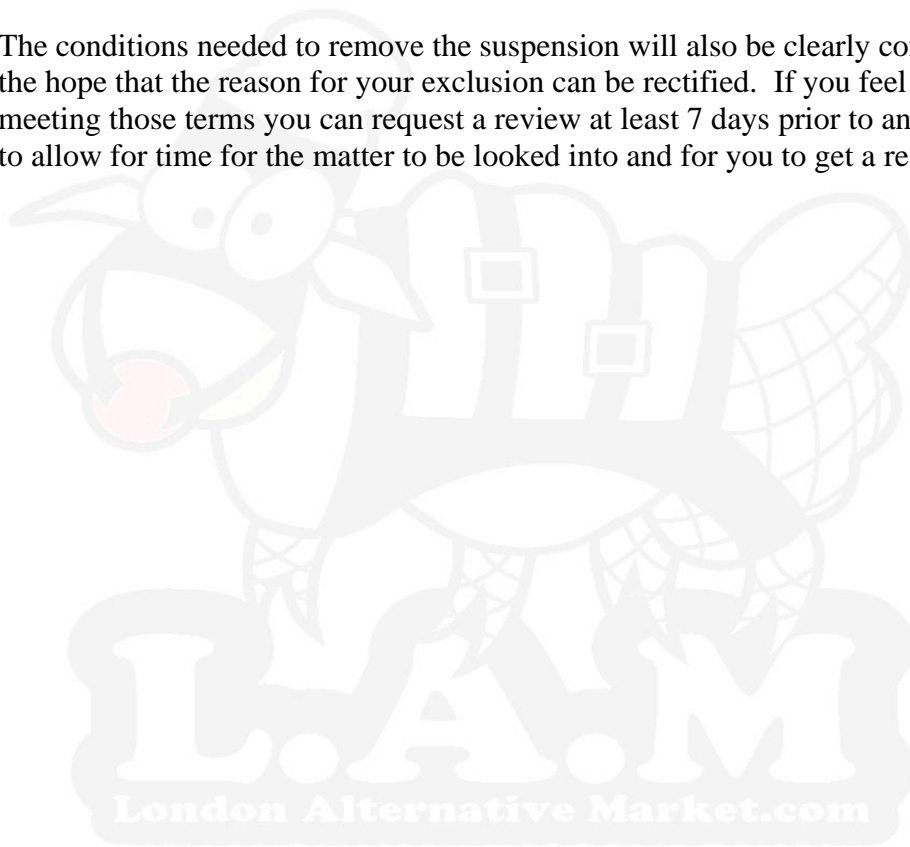 The conditions needed to remove the suspension will also be clearly co
the hope that the reason for your exclusion can be rectified.  If you feel
meeting those terms you can request a review at least 7 days prior to an
to allow for time for the matter to be looked into and for you to get a re
L.A.M
London Alternative Market.com